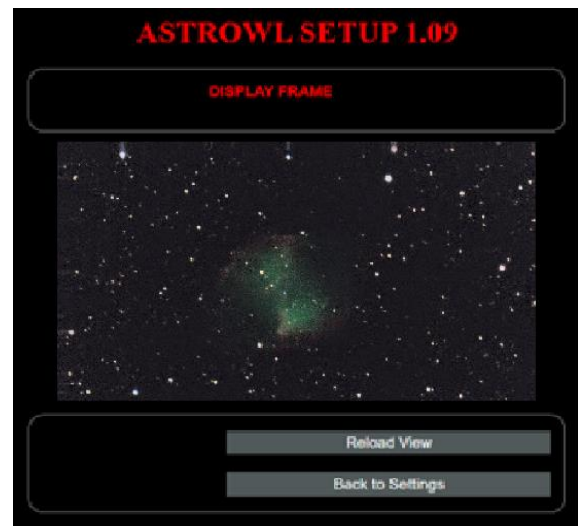 ASTROWL SETUP 1.09
DISPLAY FRAME
Reload View
Back to Settings